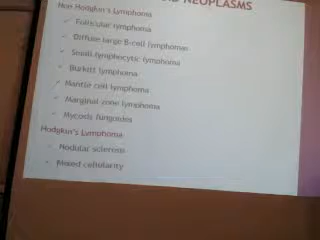 NEOPLASMS
Non Hodgkin's Lymphoma
Follicular lymphoma
Diffuse large B-cell lymphomas
Small lymphocytic lymphoma
Burkitt lymphoma
Mantle cell lymphoma
Marginal zone lymphoma
Mycosis fungoides
Hodgkin's Lymphoma
Nodular sclerosis
Mixed cellularity